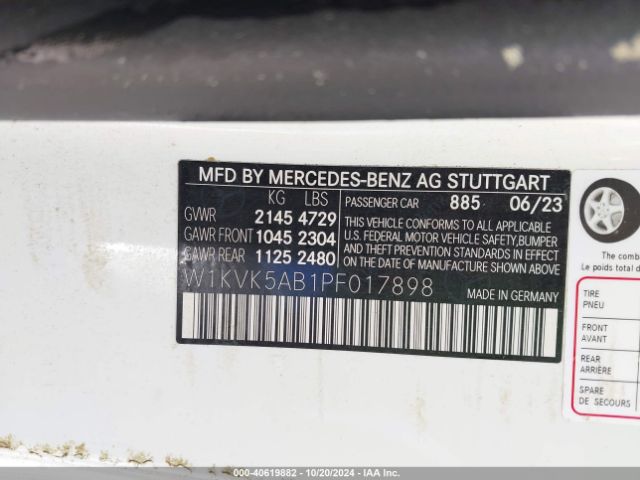 MFD BY MERCEDES-BENZ AG STUTTGART
KG LBS
GVWR 2145 4729
GAWR FRONT 1045 2304
GAWR REAR 1125 2480
PASSENGER CAR 885 06/23
THIS VEHICLE CONFORMS TO ALL APPLICABLE
U.S. FEDERAL MOTOR VEHICLE SAFETY,BUMPER
AND THEFT PREVENTION STANDARDS IN EFFECT
ON THE DATE OF MANUFACTURE SHOWN ABOVE.
W1KVK5AB1PF017898
MADE IN GERMANY
The comb
Le poids total d
TIRE
PNEU
FRONT
AVANT
REAR
ARRIÈRE
SPARE
DE SECOURS
000-40619882 - 10/20/2024 - IAA Inc.